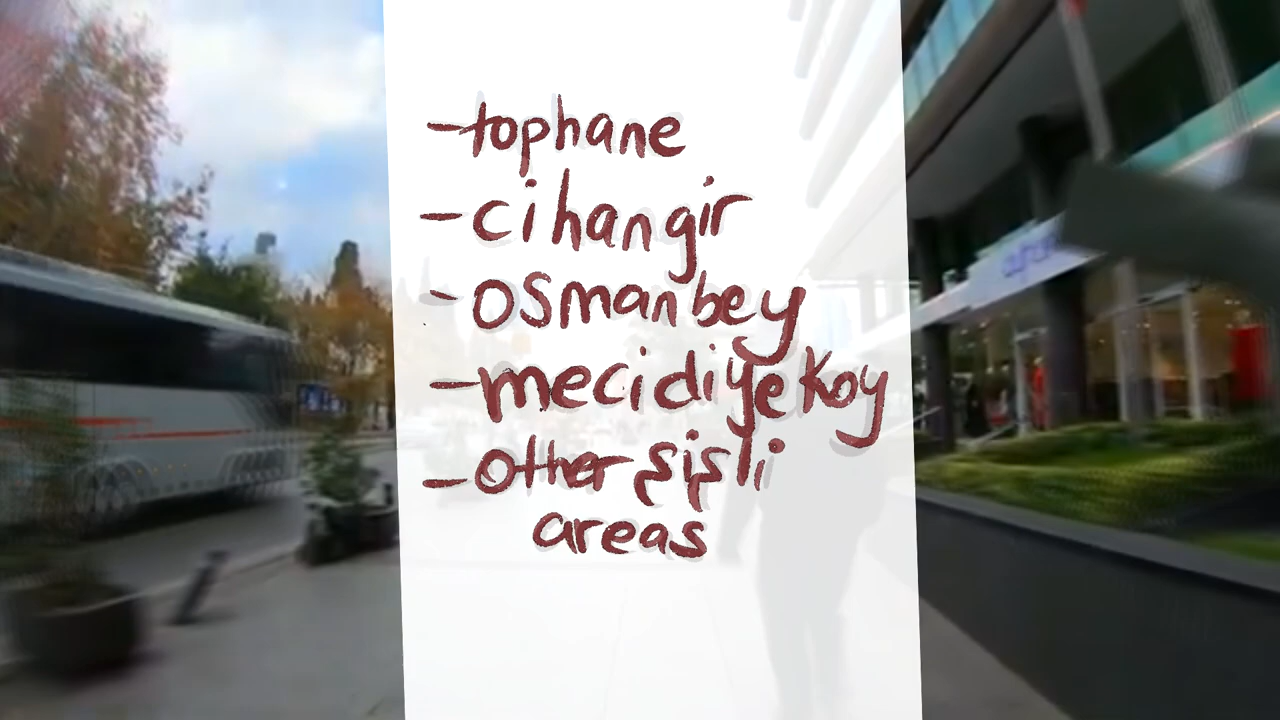 -tophane
-cihangir
-osmanbey
-mecidiyekoy
-other şişli
areas